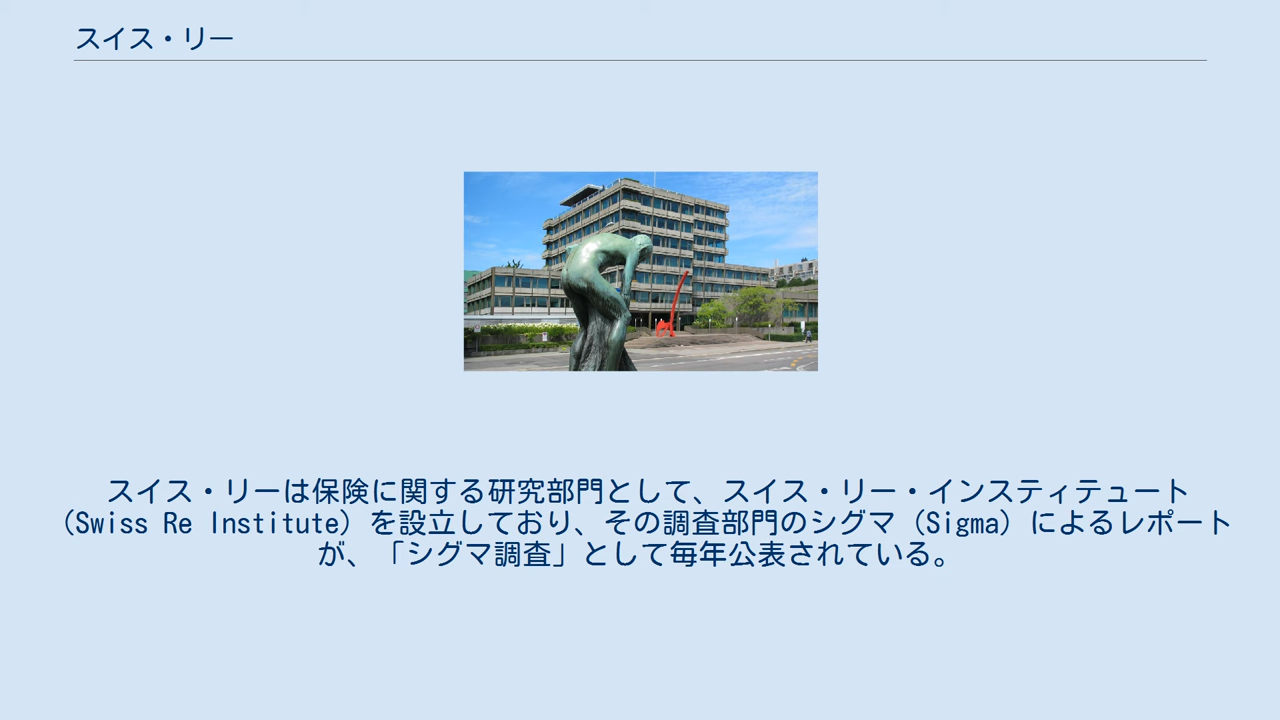 スイス・リー
スイス・リーは保険に関する研究部門として、スイス・リー・インスティテュート
（Swiss Re Institute）を設立しており、その調査部門のシグマ（Sigma）によるレポート
が、「シグマ調査」として毎年公表されている。